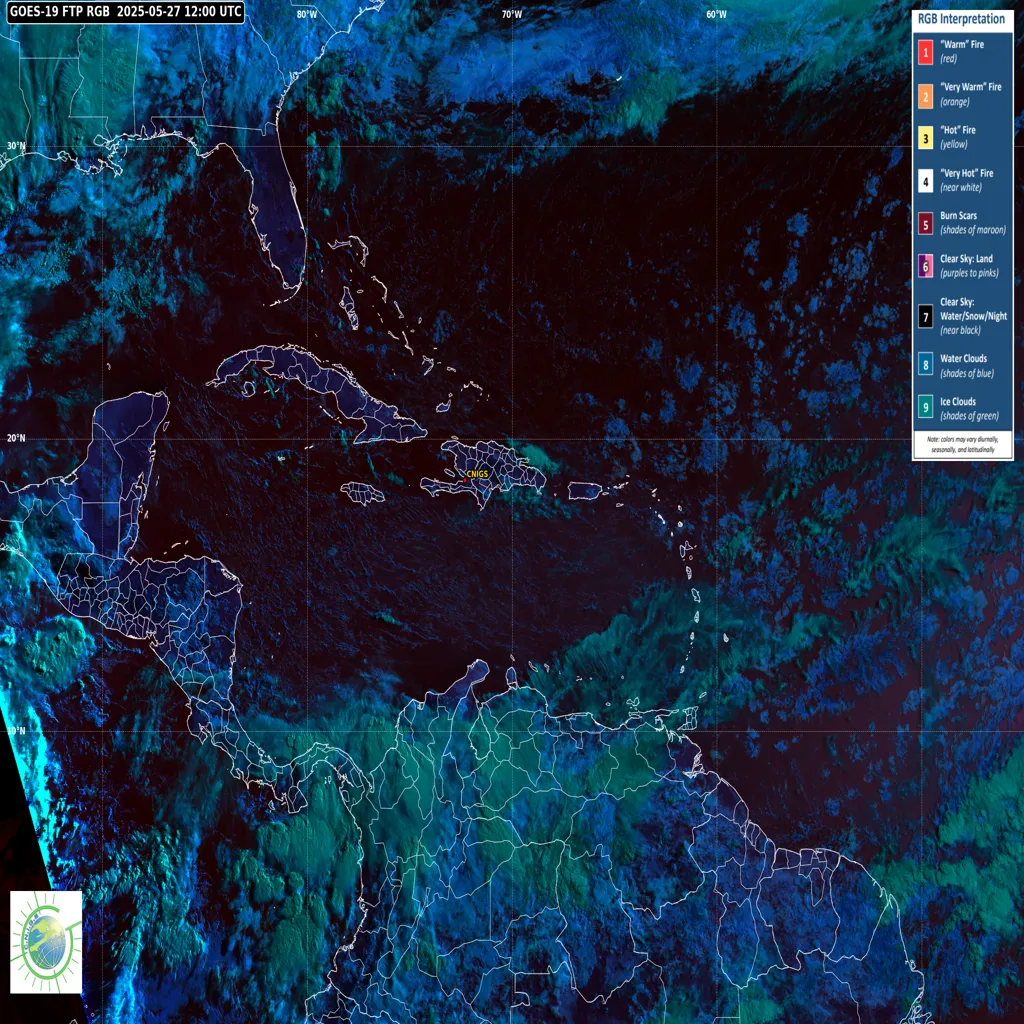 GOES-19 FTP RGB 2025-05-27 12:00 UTC
80°W
70°W
60°W
30°N
20°N
10°N
CNIGS
RGB Interpretation
1
"Warm" Fire
(red)
2
"Very Warm" Fire
(orange)
3
"Hot" Fire
(yellow)
4
"Very Hot" Fire
(near white)
5
Burn Scars
(shades of maroon)
6
Clear Sky: Land
(purples to pinks)
7
Clear Sky:
Water/Snow/Night
(near black)
8
Water Clouds
(shades of blue)
9
Ice Clouds
(shades of green)
Note: colors may vary diurnally,
seasonally, and latitudinally